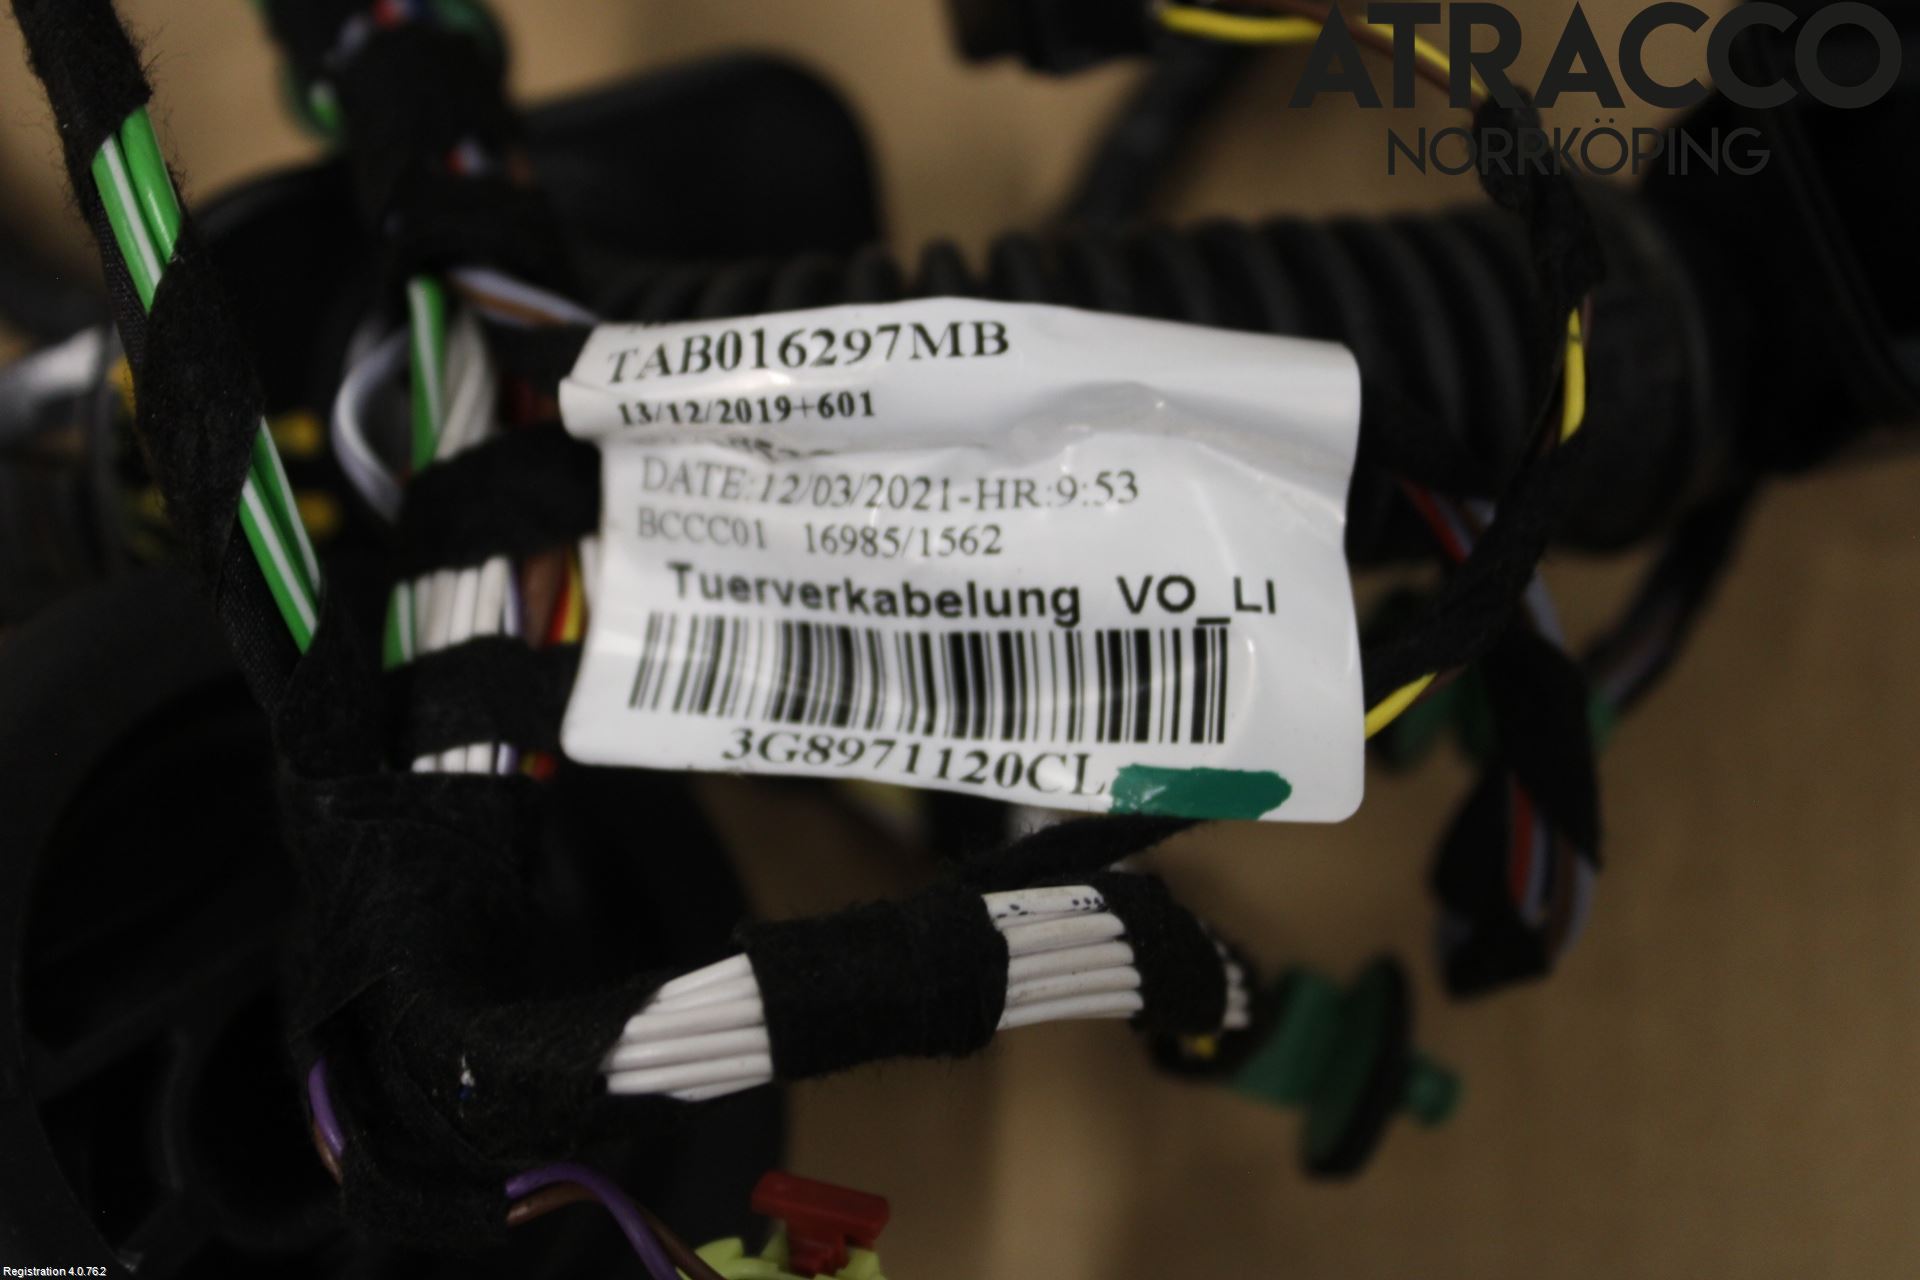 ATRACCO
NORRKÖPING
TAB016297MB
13/12/2019+601
DATE:12/03/2021-HR:9:53
BCCC01 16985/1562
Tuerverkabelung VO_LI
3G8971120CL
Registration 4.0.76.2